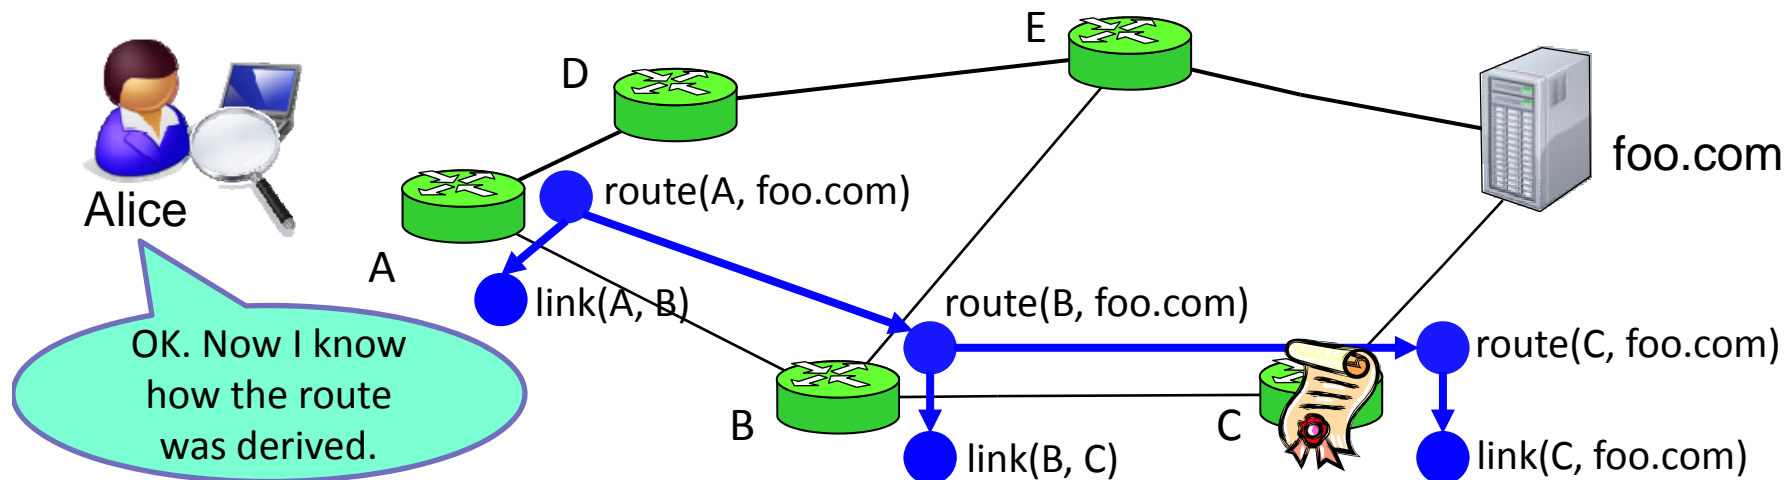 E
D
foo.com
route(A, foo.com)
Alice
A
link(A, B)
route(B, foo.com)
OK. Now I know
how the route
was derived.
route(C, foo.com)
B
C
link(B, C)
link(C, foo.com)